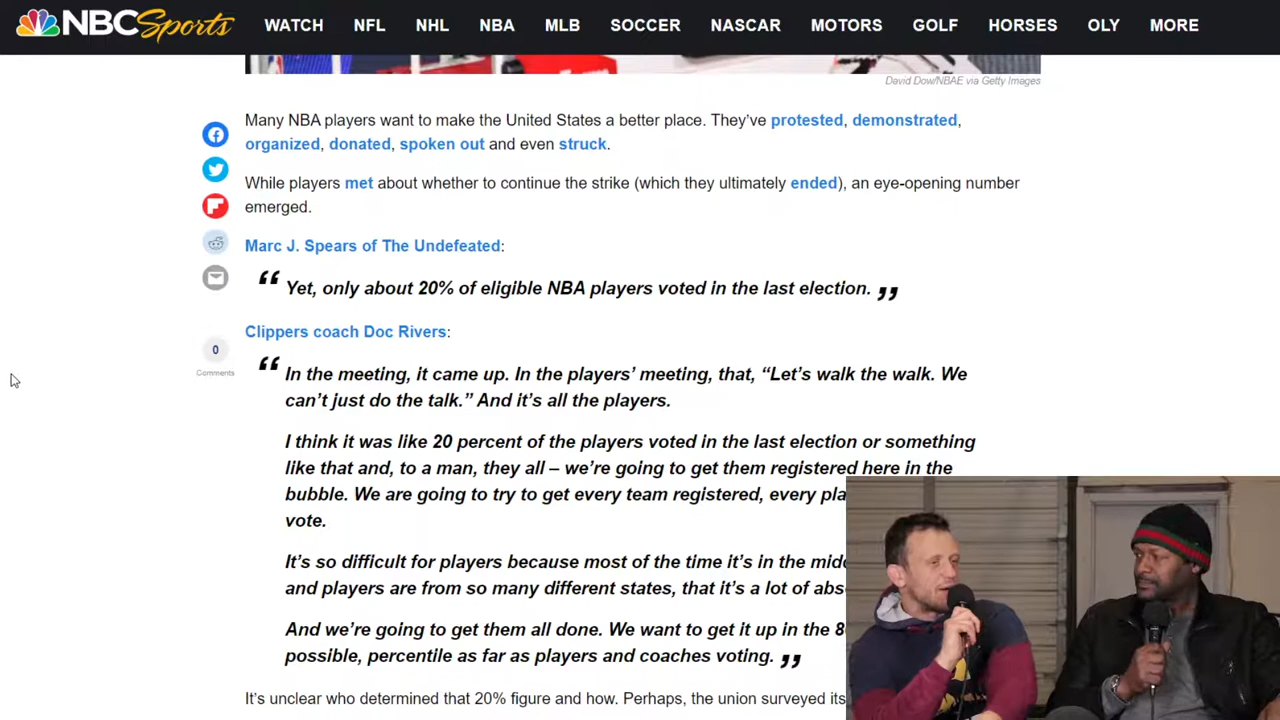 NBC Sports WATCH NFL NHL NBA MLB SOCCER NASCAR MOTORS GOLF HORSES OLY MORE
David Dow/NBAE via Getty Images
Many NBA players want to make the United States a better place. They've protested, demonstrated,
organized, donated, spoken out and even struck.
While players met about whether to continue the strike (which they ultimately ended), an eye-opening number
emerged.
Marc J. Spears of The Undefeated:
“ Yet, only about 20% of eligible NBA players voted in the last election. ”
Clippers coach Doc Rivers:
“ In the meeting, it came up. In the players' meeting, that, “Let's walk the walk. We
can't just do the talk.” And it's all the players.
I think it was like 20 percent of the players voted in the last election or something
like that and, to a man, they all – we're going to get them registered here in the
bubble. We are going to try to get every team registered, every
vote.
It's so difficult for players because most of the time it's in the
and players are from so many different states, that it's a lot of
And we're going to get them all done. We want to get it up in the
possible, percentile as far as players and coaches voting. ”
It's unclear who determined that 20% figure and how. Perhaps, the union surveyed its
0
Comments